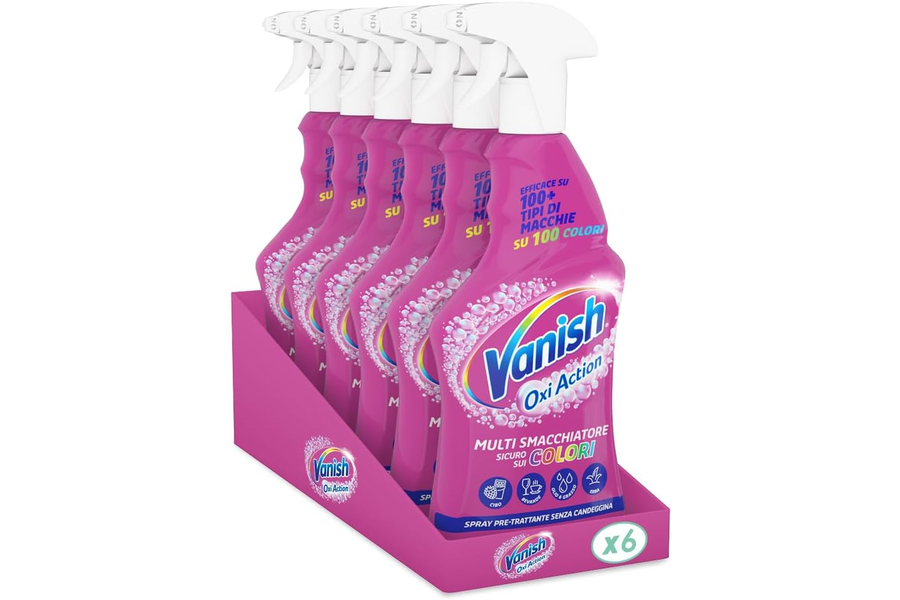 EFFICACE SU
100+
TIPI DI
MACCHIE
SU 100 COLORI
Vanish
Oxi Action
MULTI SMACCHIATORE
SICURO
SUI COLORI
CIBO
BEVANDE
OLIO E GRASSO
ERBA
SPRAY PRE-TRATTANTE SENZA CANDEGGINA
Vanish
Oxi Action
Vanish
Oxi Action
x6